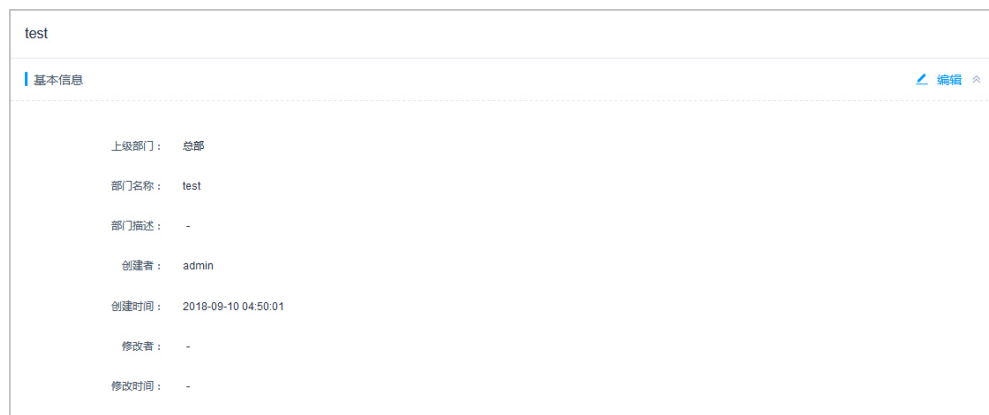 test
基本信息 编辑
上级部门： 总部
部门名称： test
部门描述： -
创建者： admin
创建时间： 2018-09-10 04:50:01
修改者： -
修改时间： -